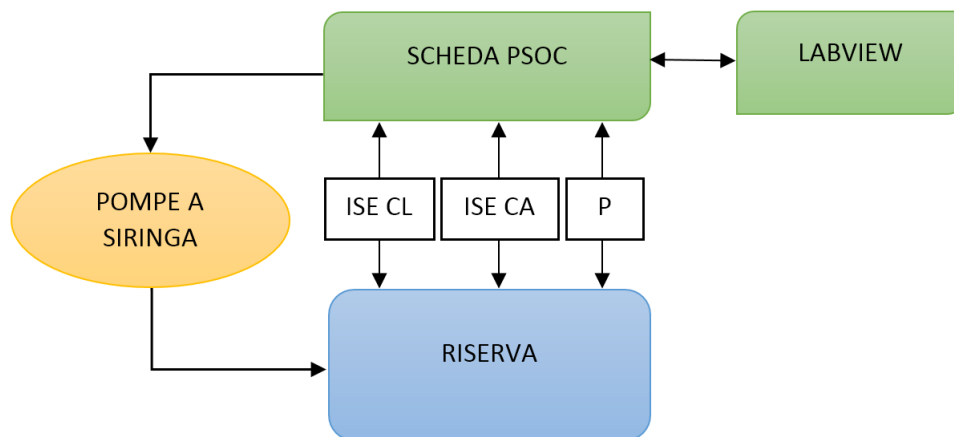 SCHEDA PSOC
LABVIEW
POMPE A
SIRINGA
ISE CL
ISE CA
P
RISERVA